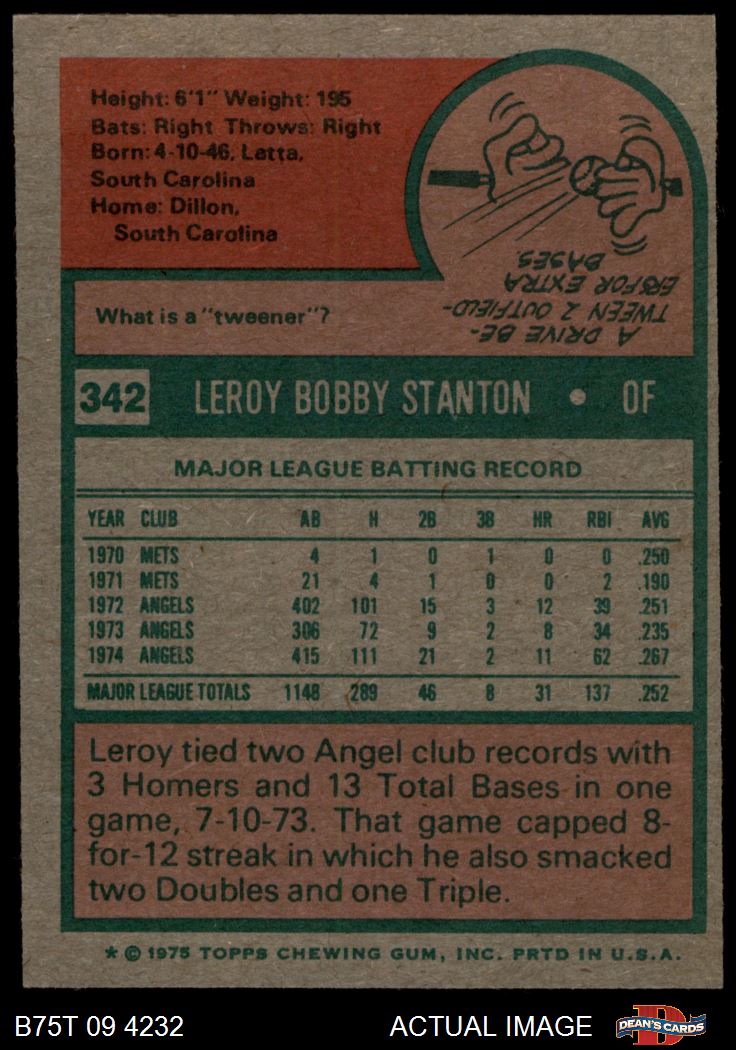 Height: 6'1" Weight: 195
Bats: Right Throws: Right
Born: 4-10-46, Latta,
South Carolina
Home: Dillon,
South Carolina
What is a "tweener"?
A DRIVE BE-
TWEEN 2 OUTFIELD-
ERS FOR EXTRA
BASES.
342 LEROY BOBBY STANTON • OF
MAJOR LEAGUE BATTING RECORD
YEAR CLUB AB H 2B 3B HR RBI AVG
1970 METS 4 1 0 1 0 0 .250
1971 METS 21 4 1 0 0 2 .190
1972 ANGELS 402 101 15 3 12 39 .251
1973 ANGELS 306 72 9 2 8 34 .235
1974 ANGELS 415 111 21 2 11 62 .267
MAJOR LEAGUE TOTALS 1148 289 46 8 31 137 .252
Leroy tied two Angel club records with
3 Homers and 13 Total Bases in one
game, 7-10-73. That game capped 8-
for-12 streak in which he also smacked
two Doubles and one Triple.
* © 1975 TOPPS CHEWING GUM, INC. PRTD IN U.S.A.
B75T 09 4232 ACTUAL IMAGE D DEAN'S CARDS